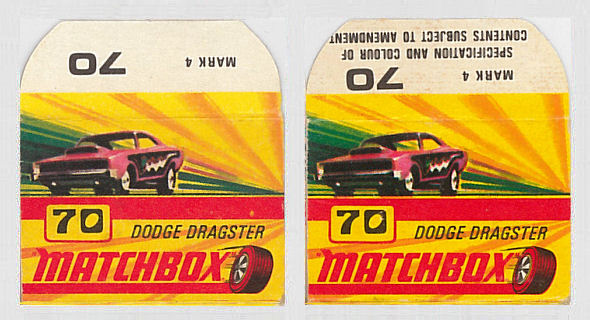 70 MARK 4
70 DODGE DRAGSTER
"MATCHBOX"
CONTENTS SUBJECT TO AMENDMENT
SPECIFICATION AND COLOUR OF
70 MARK 4
70 DODGE DRAGSTER
"MATCHBOX"